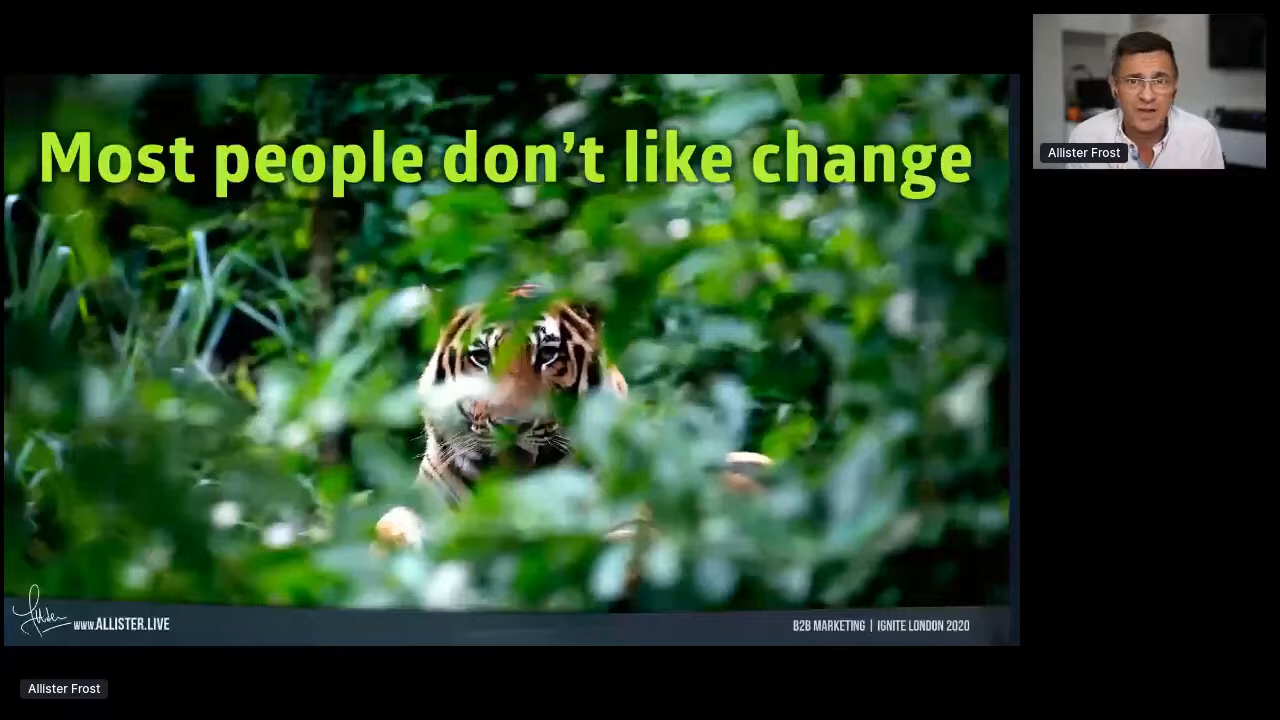 Most people don't like change
Allister Frost
www.ALLISTER.LIVE
B2B MARKETING | IGNITE LONDON 2020
Allister Frost